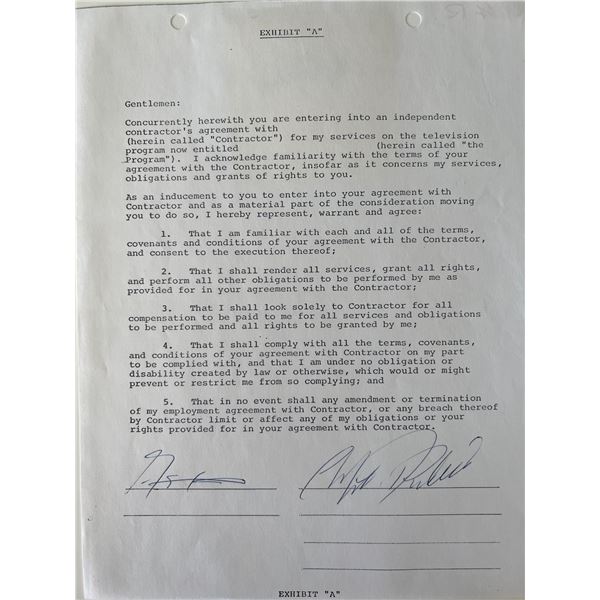 EXHIBIT "A"
Gentlemen:
Concurrently herewith you are entering into an independent
contractor's agreement with
(herein called "Contractor") for my services on the television
program now entitled (herein called "the
Program"). I acknowledge familiarity with the terms of your
agreement with the Contractor, insofar as it concerns my services,
obligations and grants of rights to you.
As an inducement to you to enter into your agreement with
Contractor and as a material part of the consideration moving
you to do so, I hereby represent, warrant and agree:
1. That I am familiar with each and all of the terms,
covenants and conditions of your agreement with the Contractor,
and consent to the execution thereof;
2. That I shall render all services, grant all rights,
and perform all other obligations to be performed by me as
provided for in your agreement with the Contractor;
3. That I shall look solely to Contractor for all
compensation to be paid to me for all services and obligations
to be performed and all rights to be granted by me;
4. That I shall comply with all the terms, covenants,
and conditions of your agreement with Contractor on my part
to be complied with, and that I am under no obligation or
disability created by law or otherwise, which would or might
prevent or restrict me from so complying; and
5. That in no event shall any amendment or termination
of my employment agreement with Contractor, or any breach thereof
by Contractor limit or affect any of my obligations or your
rights provided for in your agreement with Contractor.
EXHIBIT "A"